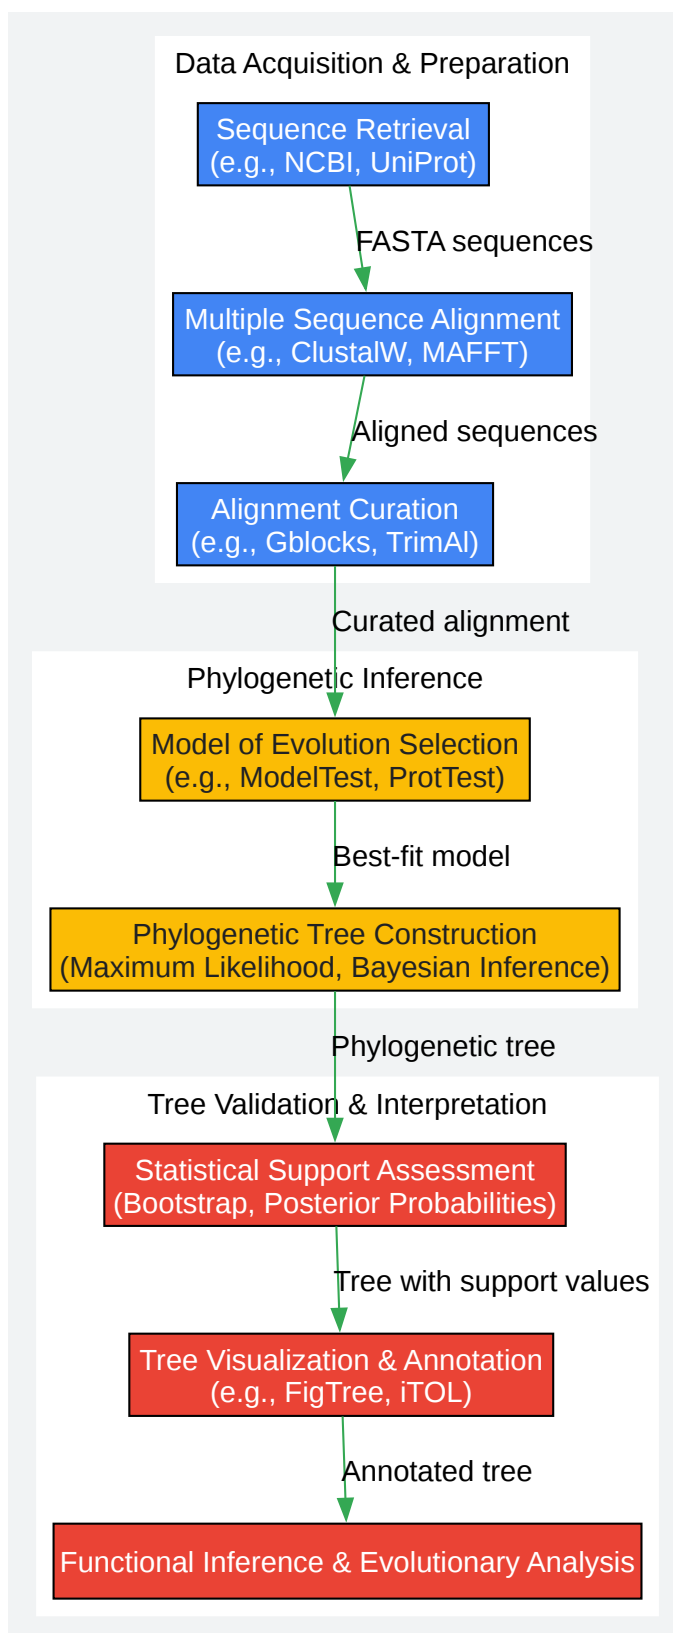 Data Acquisition & Preparation
Sequence Retrieval
(e.g., NCBI, UniProt)
FASTA sequences
Multiple Sequence Alignment
(e.g., ClustalW, MAFFT)
Aligned sequences
Alignment Curation
(e.g., Gblocks, TrimAl)
Curated alignment
Phylogenetic Inference
Model of Evolution Selection
(e.g., ModelTest, ProtTest)
Best-fit model
Phylogenetic Tree Construction
(Maximum Likelihood, Bayesian Inference)
Phylogenetic tree
Tree Validation & Interpretation
Statistical Support Assessment
(Bootstrap, Posterior Probabilities)
Tree with support values
Tree Visualization & Annotation
(e.g., FigTree, iTOL)
Annotated tree
Functional Inference & Evolutionary Analysis